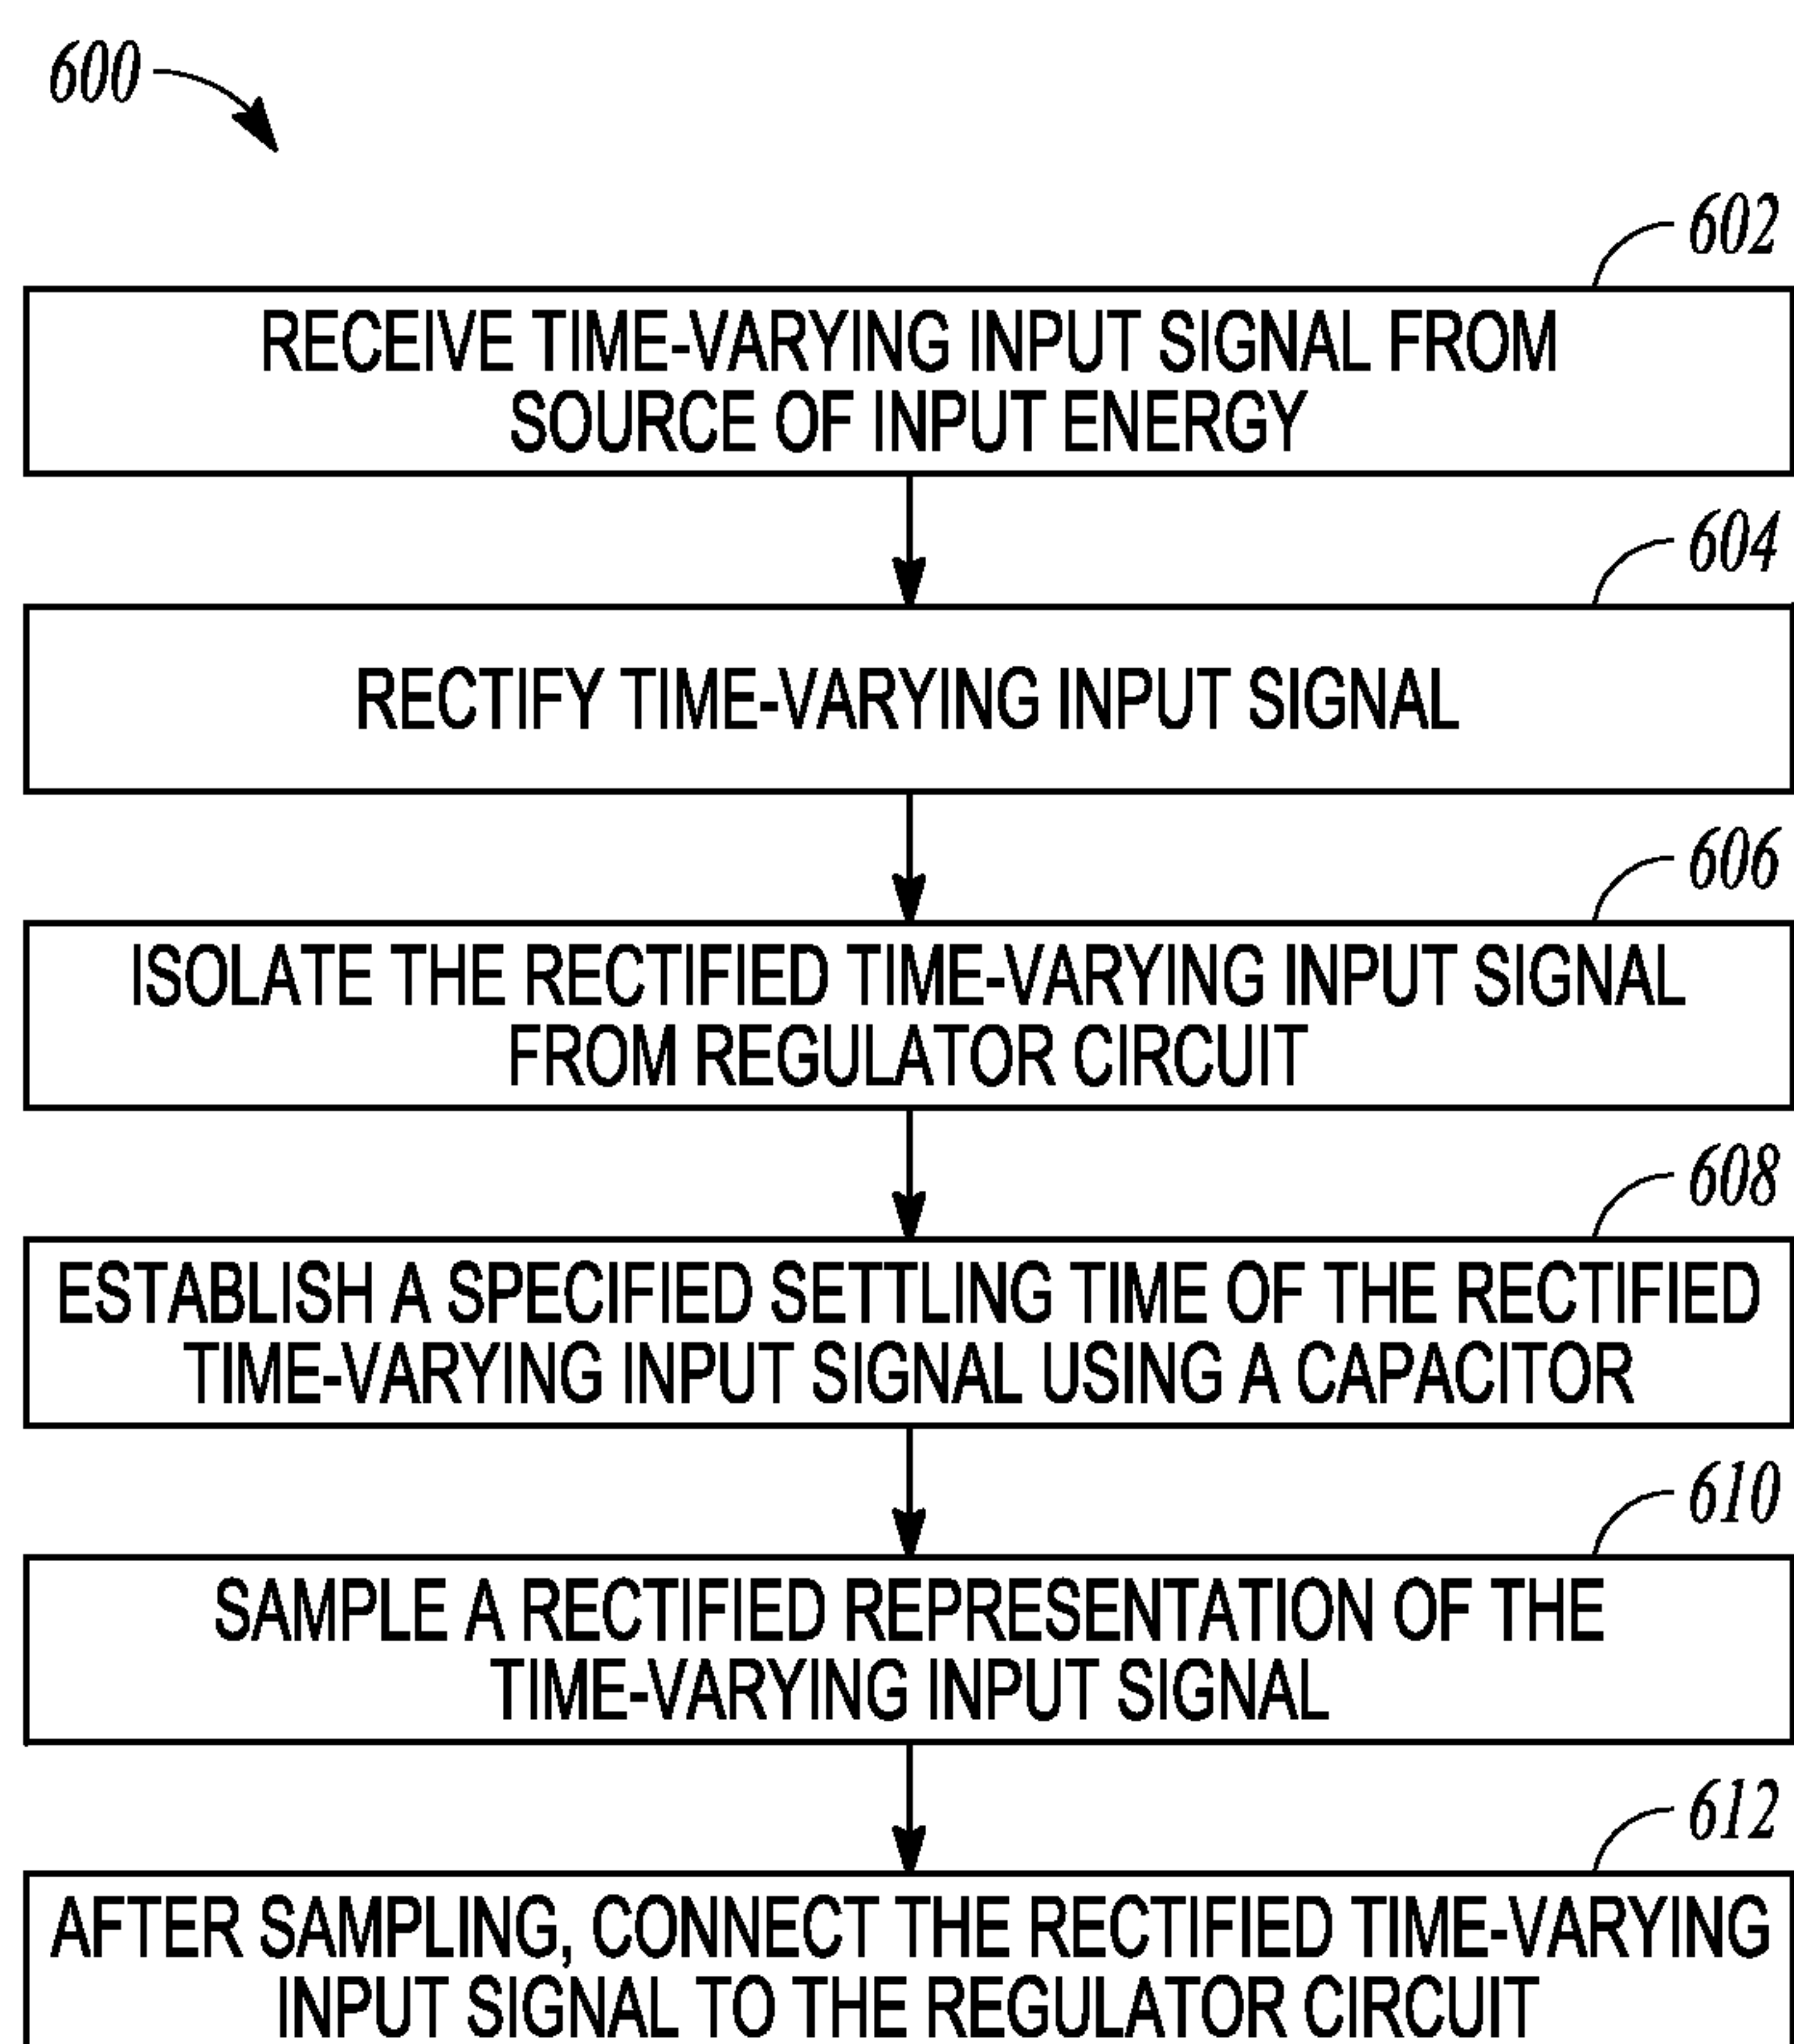 600
602
RECEIVE TIME-VARYING INPUT SIGNAL FROM
SOURCE OF INPUT ENERGY
604
RECTIFY TIME-VARYING INPUT SIGNAL
606
ISOLATE THE RECTIFIED TIME-VARYING INPUT SIGNAL
FROM REGULATOR CIRCUIT
608
ESTABLISH A SPECIFIED SETTLING TIME OF THE RECTIFIED
TIME-VARYING INPUT SIGNAL USING A CAPACITOR
610
SAMPLE A RECTIFIED REPRESENTATION OF THE
TIME-VARYING INPUT SIGNAL
612
AFTER SAMPLING, CONNECT THE RECTIFIED TIME-VARYING
INPUT SIGNAL TO THE REGULATOR CIRCUIT